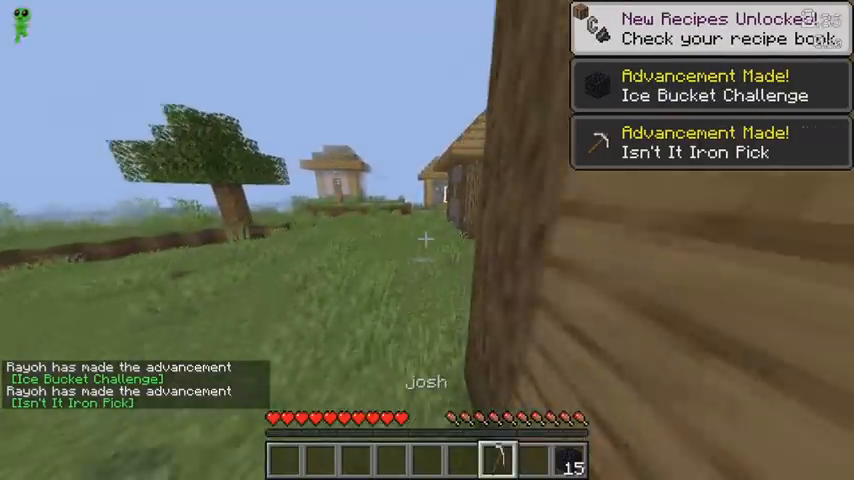 New Recipes Unlocked!
Check your recipe book
Advancement Made!
Ice Bucket Challenge
Advancement Made!
Isn't It Iron Pick
Rayoh has made the advancement
[Ice Bucket Challenge]
Rayoh has made the advancement
[Isn't It Iron Pick]
josh
15